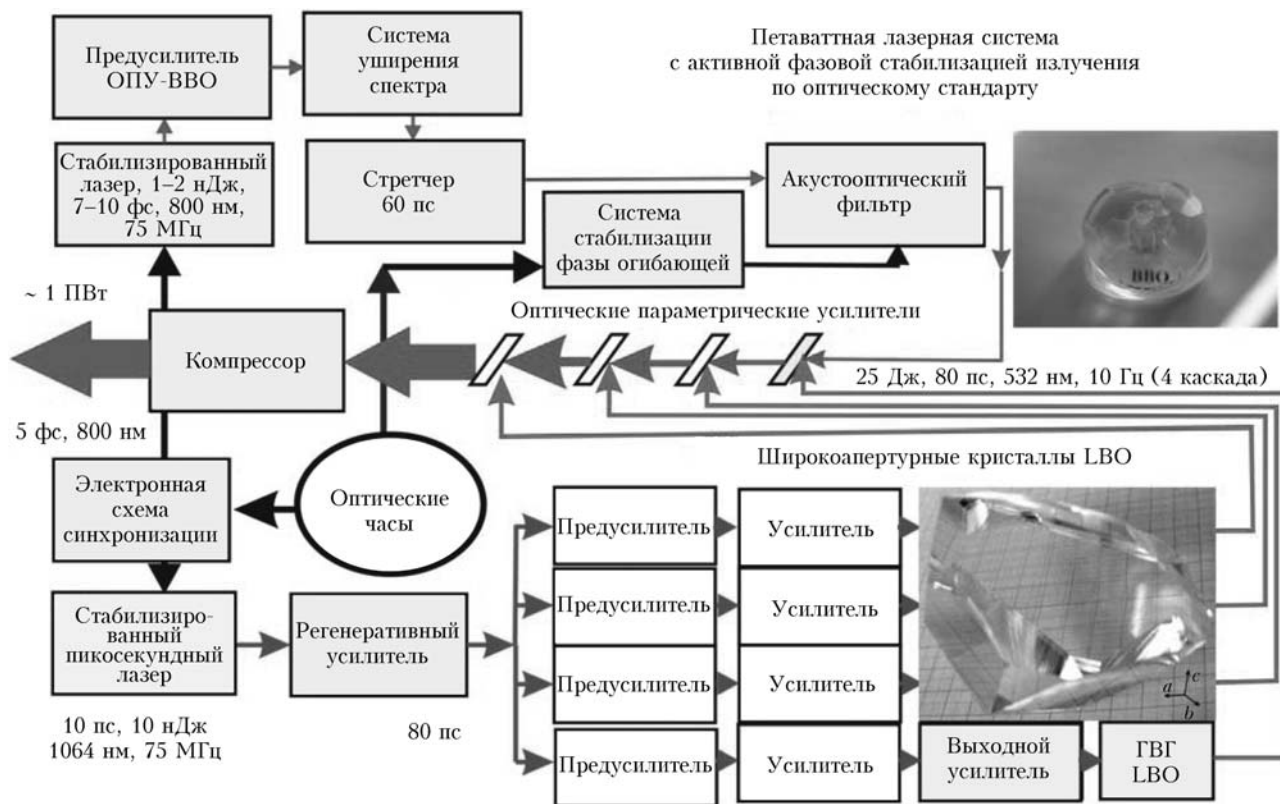 Петаваттная лазерная система
с активной фазовой стабилизацией излучения
по оптическому стандарту
Предусилитель
ОПУ-BBO
Система
уширения
спектра
Стабилизированный
лазер, 1–2 нДж,
7–10 фс, 800 нм,
75 МГц
Стретчер
60 пс
Система
стабилизации
фазы огибающей
Акустооптический
фильтр
BBO
~ 1 ПВт
Компрессор
Оптические параметрические усилители
25 Дж, 80 пс, 532 нм, 10 Гц (4 каскада)
5 фс, 800 нм
Электронная
схема
синхронизации
Оптические
часы
Широкоапертурные кристаллы LBO
Стабилизиро-
ванный
пикосекундный
лазер
Регенеративный
усилитель
10 пс, 10 нДж
1064 нм, 75 МГц
80 пс
Предусилитель
Усилитель
Предусилитель
Усилитель
Предусилитель
Усилитель
Предусилитель
Усилитель
Выходной
усилитель
ГВГ
LBO
a
c
b